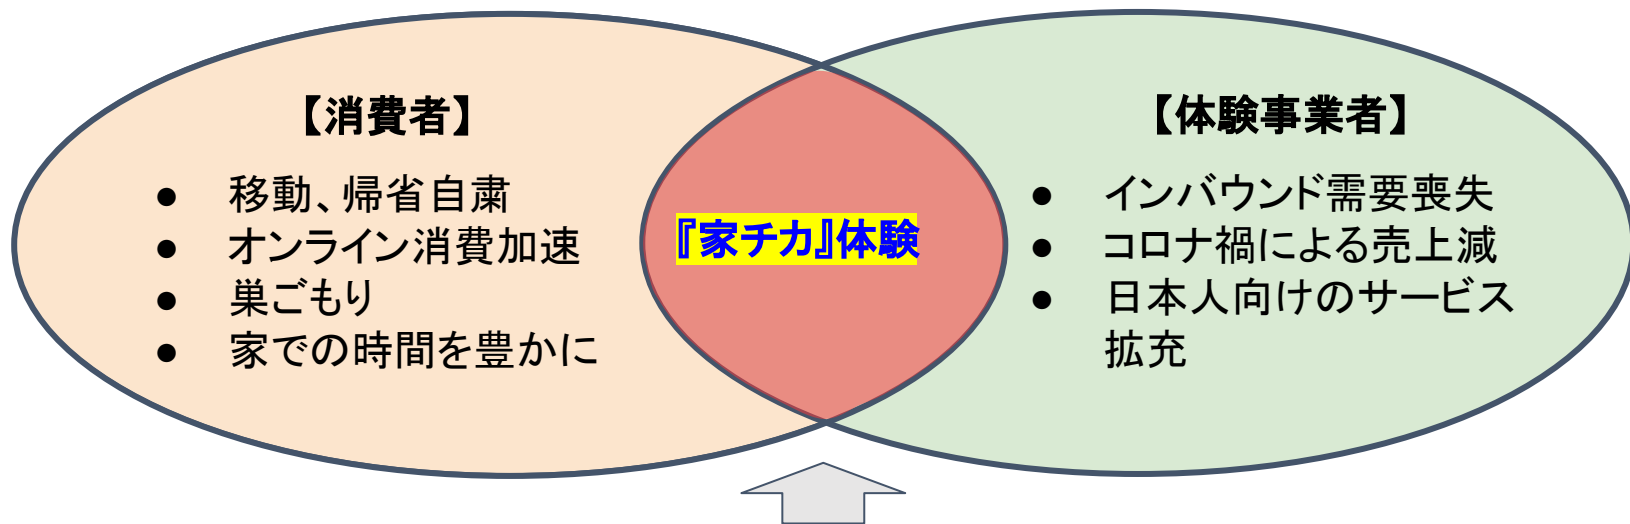 【消費者】
● 移動、帰省自粛
● オンライン消費加速
● 巣ごもり
● 家での時間を豊かに
『家チカ』体験
【体験事業者】
● インバウンド需要喪失
● コロナ禍による売上減
● 日本人向けのサービス
拡充